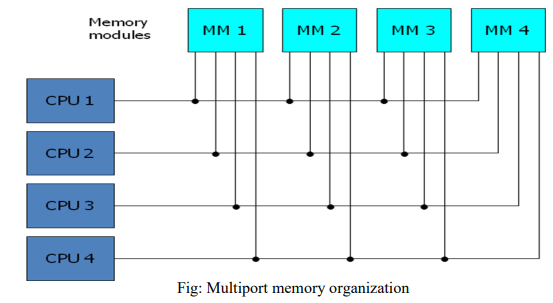 Memory
modules
MM 1
MM 2
MM 3
MM 4
CPU 1
CPU 2
CPU 3
CPU 4
Fig: Multiport memory organization